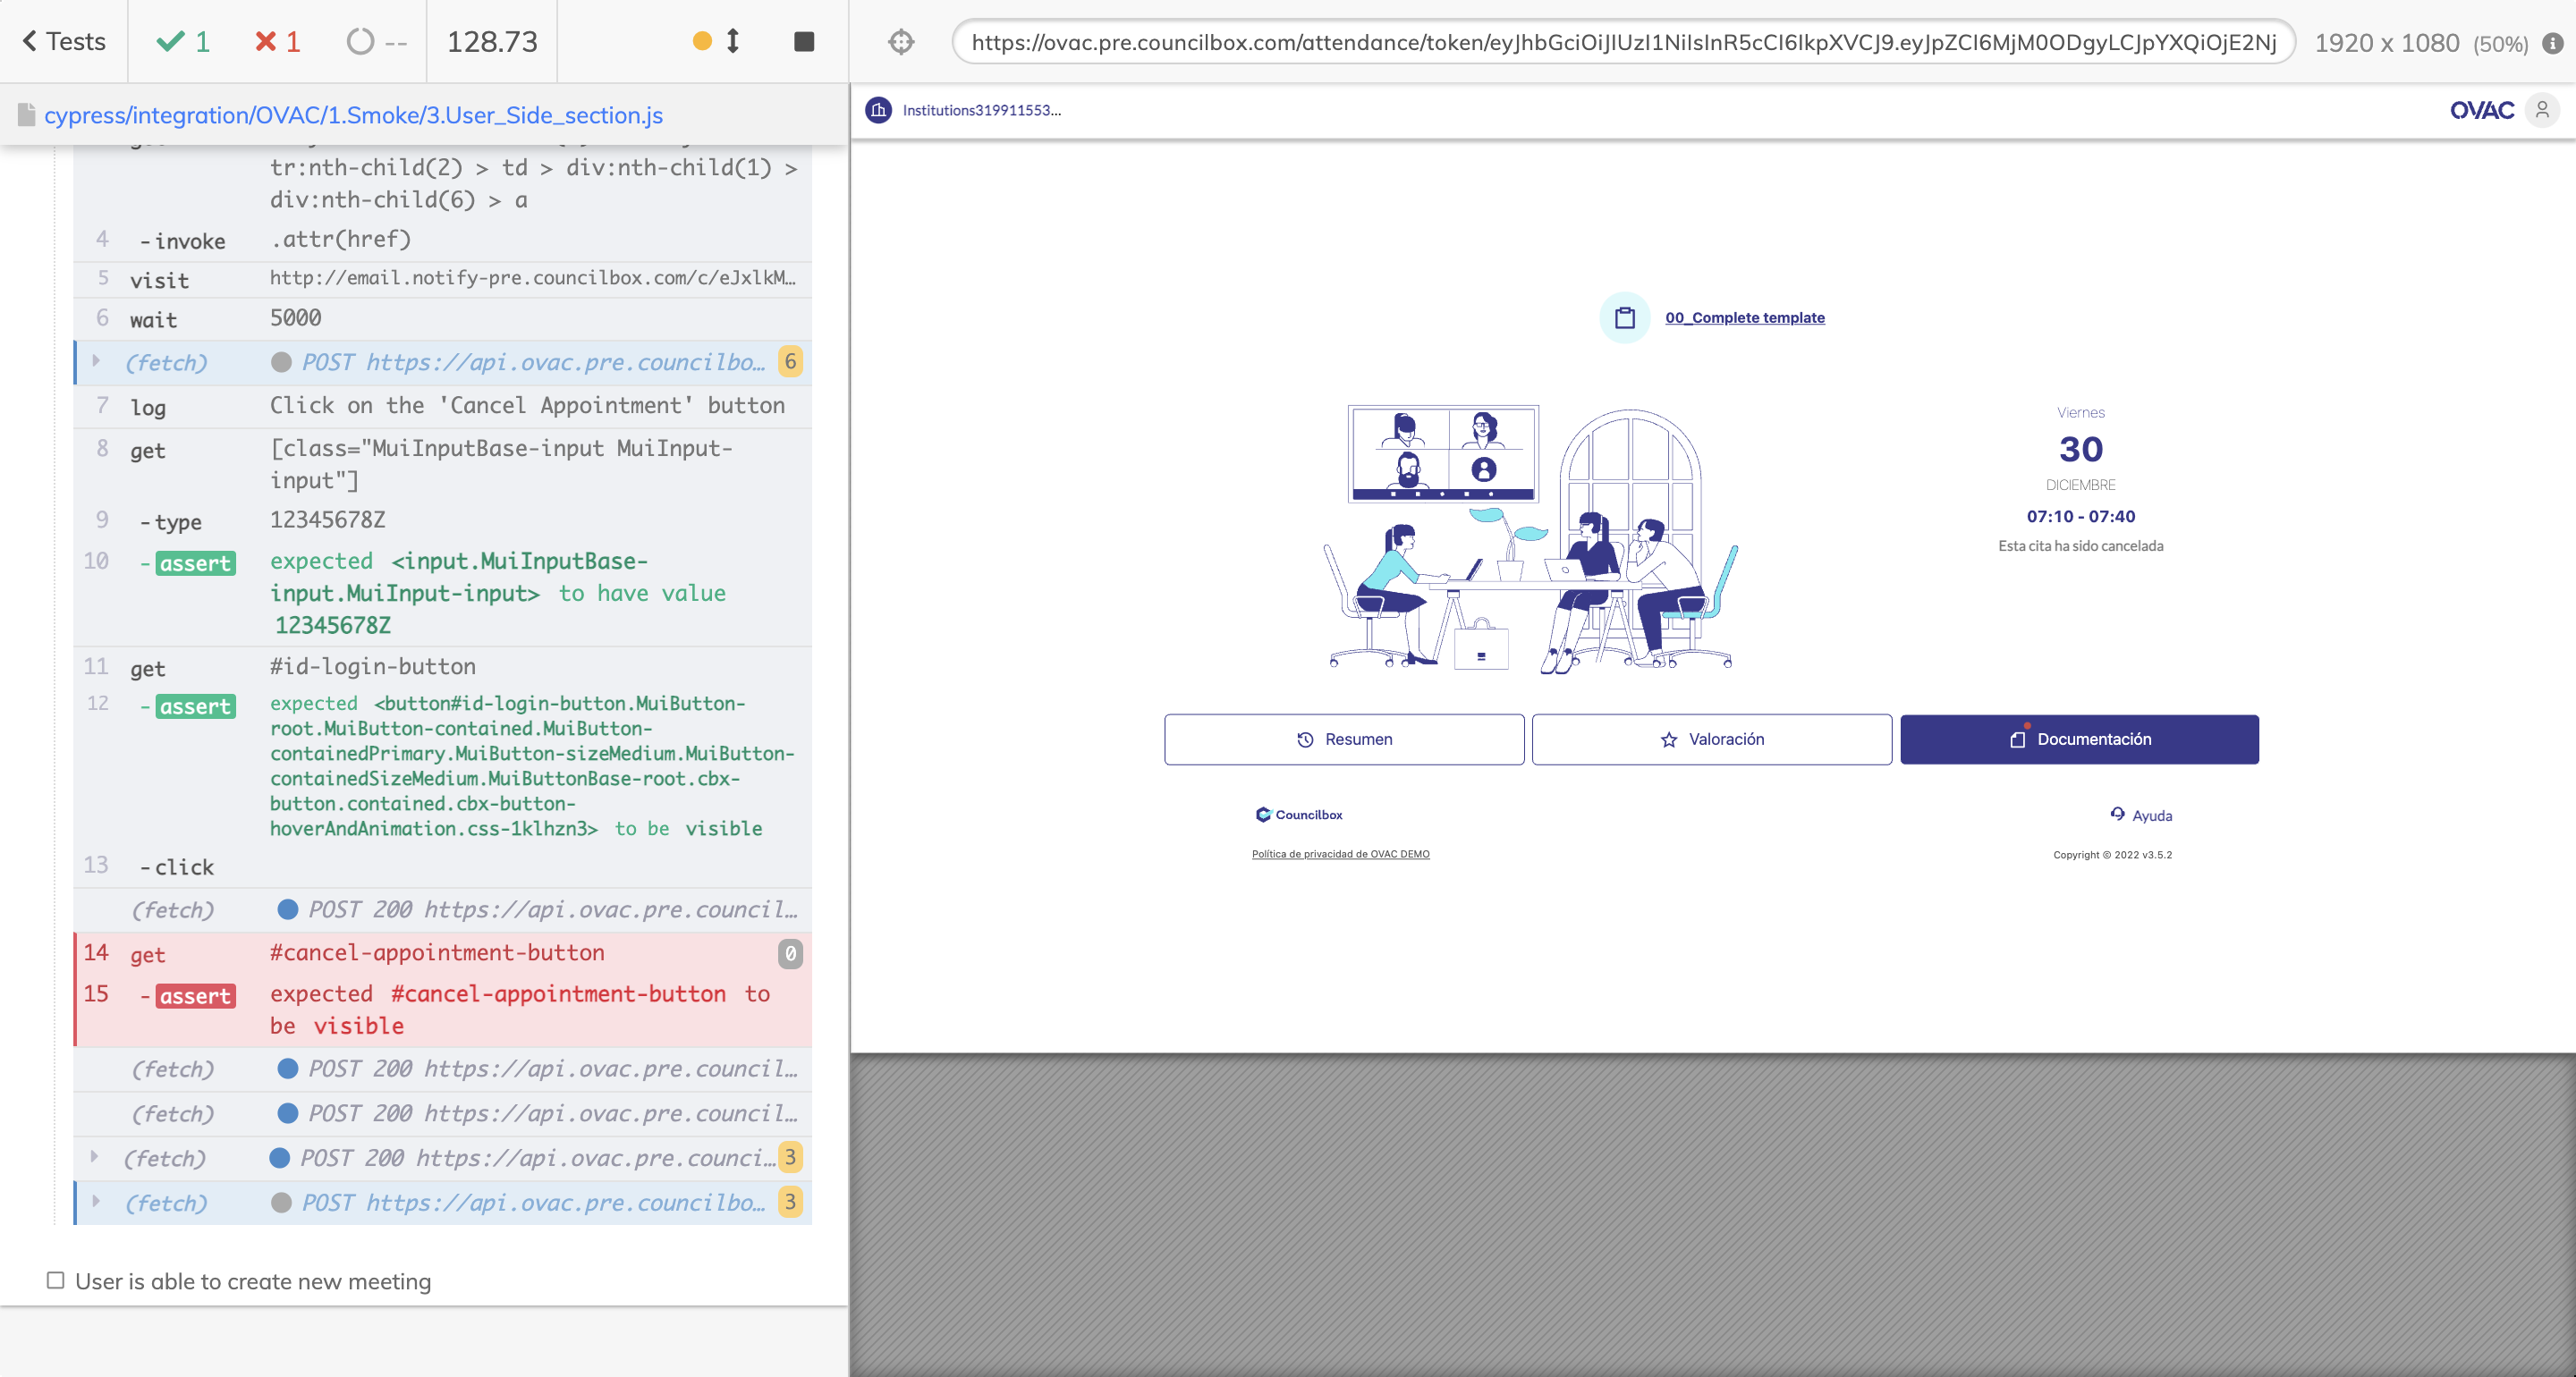 Tests
1
1
--
128.73
https://ovac.pre.councilbox.com/attendance/token/eyJhbGciOiJIUzI1NiIsInR5cCI6IkpXVCJ9.eyJpZCI6MjM0ODgyLCJpYXQiOjE2Nj
1920 x 1080 (50%)
cypress/integration/OVAC/1.Smoke/3.User_Side_section.js
tr:nth-child(2) > td > div:nth-child(1) >
div:nth-child(6) > a
4 -invoke .attr(href)
5 visit http://email.notify-pre.councilbox.com/c/eJxlkM…
6 wait 5000
(fetch) POST https://api.ovac.pre.councilbo… 6
7 log Click on the 'Cancel Appointment' button
8 get [class="MuiInputBase-input MuiInput-
input"]
9 -type 12345678Z
10 -assert expected <input.MuiInputBase-
input.MuiInput-input> to have value
12345678Z
11 get #id-login-button
12 -assert expected <button#id-login-button.MuiButton-
root.MuiButton-contained.MuiButton-
containedPrimary.MuiButton-sizeMedium.MuiButton-
containedSizeMedium.MuiButtonBase-root.cbx-
button.contained.cbx-button-
hoverAndAnimation.css-1klhzn3> to be visible
13 -click
(fetch) POST 200 https://api.ovac.pre.council…
14 get #cancel-appointment-button 0
15 -assert expected #cancel-appointment-button to
be visible
(fetch) POST 200 https://api.ovac.pre.council…
(fetch) POST 200 https://api.ovac.pre.council…
(fetch) POST 200 https://api.ovac.pre.counci… 3
(fetch) POST https://api.ovac.pre.councilbo… 3
User is able to create new meeting
Institutions319911553...
OVAC
00_Complete template
Viernes
30
DICIEMBRE
07:10 - 07:40
Esta cita ha sido cancelada
Resumen
Valoración
Documentación
Councilbox
Ayuda
Política de privacidad de OVAC DEMO
Copyright © 2022 v3.5.2